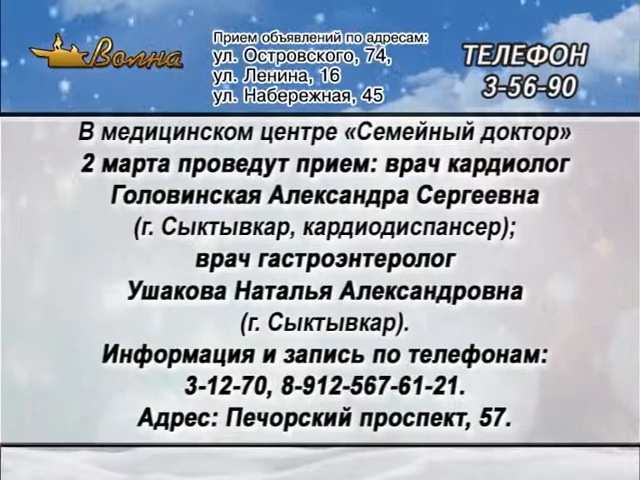 Волна
Прием объявлений по адресам:
ул. Островского, 74,
ул. Ленина, 16
ул. Набережная, 45
ТЕЛЕФОН
3-56-90
В медицинском центре «Семейный доктор»
2 марта проведут прием: врач кардиолог
Головинская Александра Сергеевна
(г. Сыктывкар, кардиодиспансер);
врач гастроэнтеролог
Ушакова Наталья Александровна
(г. Сыктывкар).
Информация и запись по телефонам:
3-12-70, 8-912-567-61-21.
Адрес: Печорский проспект, 57.